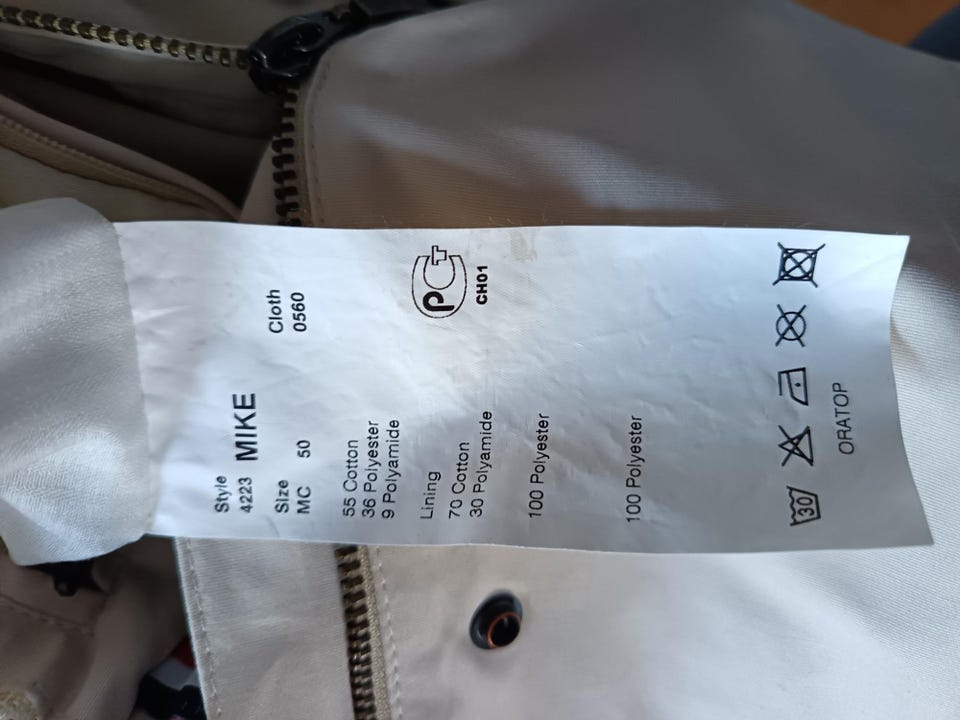 Style
4223 MIKE
Cloth
0560
Size
MC 50
55 Cotton
36 Polyester
9 Polyamide
РСТ
CH01
Lining
70 Cotton
30 Polyamide
100 Polyester
100 Polyester
30
ORATOP